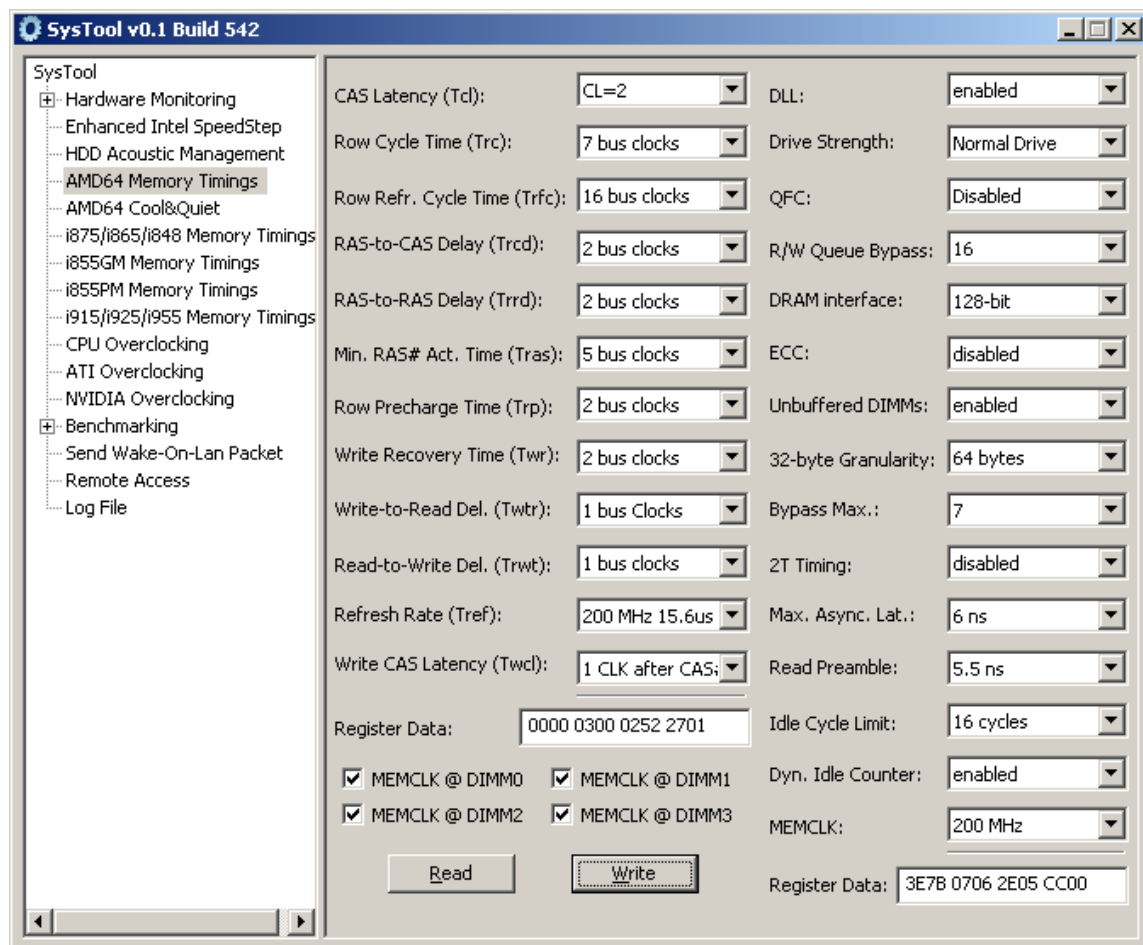 SysTool v0.1 Build 542
SysTool
Hardware Monitoring
Enhanced Intel SpeedStep
HDD Acoustic Management
AMD64 Memory Timings
AMD64 Cool&Quiet
i875/i865/i848 Memory Timings
i855GM Memory Timings
i855PM Memory Timings
i915/i925/i955 Memory Timings
CPU Overclocking
ATI Overclocking
NVIDIA Overclocking
Benchmarking
Send Wake-On-Lan Packet
Remote Access
Log File
CAS Latency (Tcl): CL=2
Row Cycle Time (Trc): 7 bus clocks
Row Refr. Cycle Time (Trfc): 16 bus clocks
RAS-to-CAS Delay (Trcd): 2 bus clocks
RAS-to-RAS Delay (Trrd): 2 bus clocks
Min. RAS# Act. Time (Tras): 5 bus clocks
Row Precharge Time (Trp): 2 bus clocks
Write Recovery Time (Twr): 2 bus clocks
Write-to-Read Del. (Twtr): 1 bus Clocks
Read-to-Write Del. (Trwt): 1 bus clocks
Refresh Rate (Tref): 200 MHz 15.6us
Write CAS Latency (Twcl): 1 CLK after CAS
Register Data: 0000 0300 0252 2701
MEMCLK @ DIMM0 MEMCLK @ DIMM1
MEMCLK @ DIMM2 MEMCLK @ DIMM3
Read Write
DLL: enabled
Drive Strength: Normal Drive
QFC: Disabled
R/W Queue Bypass: 16
DRAM interface: 128-bit
ECC: disabled
Unbuffered DIMMs: enabled
32-byte Granularity: 64 bytes
Bypass Max.: 7
2T Timing: disabled
Max. Async. Lat.: 6 ns
Read Preamble: 5.5 ns
Idle Cycle Limit: 16 cycles
Dyn. Idle Counter: enabled
MEMCLK: 200 MHz
Register Data: 3E7B 0706 2E05 CC00